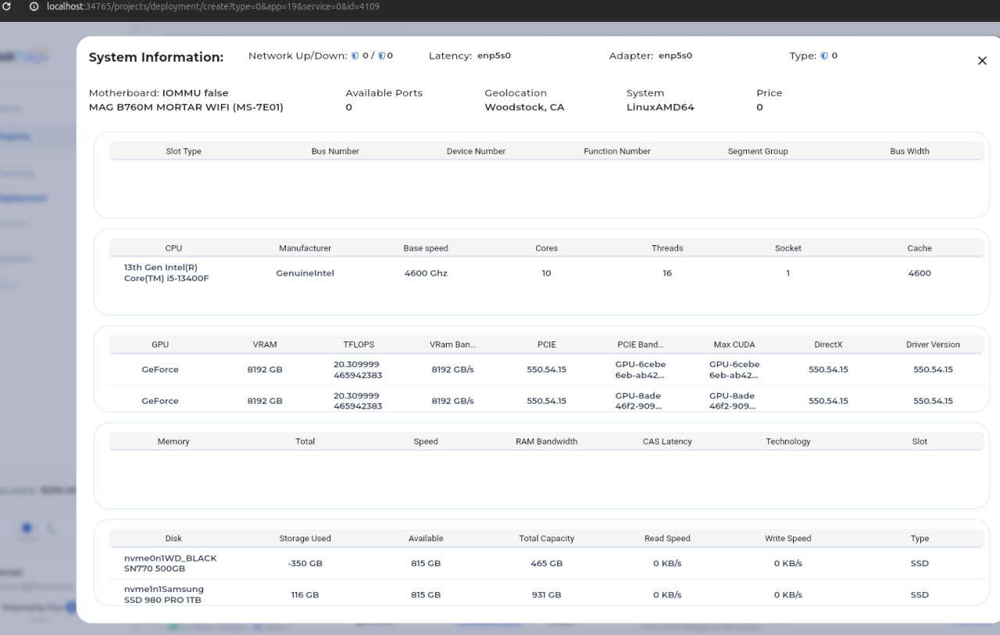 localhost:34765/projects/deployment/create?type=0&app=19&service=0&id=4109
System Information: Network Up/Down: 0 / 0 Latency: enp5s0 Adapter: enp5s0 Type: 0
Motherboard: IOMMU false Available Ports Geolocation System Price
MAG B760M MORTAR WIFI (MS-7E01) 0 Woodstock, CA LinuxAMD64 0
Slot Type Bus Number Device Number Function Number Segment Group Bus Width
CPU Manufacturer Base speed Cores Threads Socket Cache
13th Gen Intel(R)
Core(TM) i5-13400F GenuineIntel 4600 Ghz 10 16 1 4600
GPU VRAM TFLOPS VRam Ban... PCIE PCIE Band... Max CUDA DirectX Driver Version
GeForce 8192 GB 20.309999 8192 GB/s 550.54.15 GPU-6cebe GPU-6cebe 550.54.15 550.54.15
465942383 6eb-ab42... 6eb-ab42...
GeForce 8192 GB 20.309999 8192 GB/s 550.54.15 GPU-8ade GPU-8ade 550.54.15 550.54.15
465942383 46f2-909... 46f2-909...
Memory Total Speed RAM Bandwidth CAS Latency Technology Slot
Disk Storage Used Available Total Capacity Read Speed Write Speed Type
nvme0n1WD_BLACK
SN770 500GB -350 GB 815 GB 465 GB 0 KB/s 0 KB/s SSD
nvme1n1Samsung
SSD 980 PRO 1TB 116 GB 815 GB 931 GB 0 KB/s 0 KB/s SSD